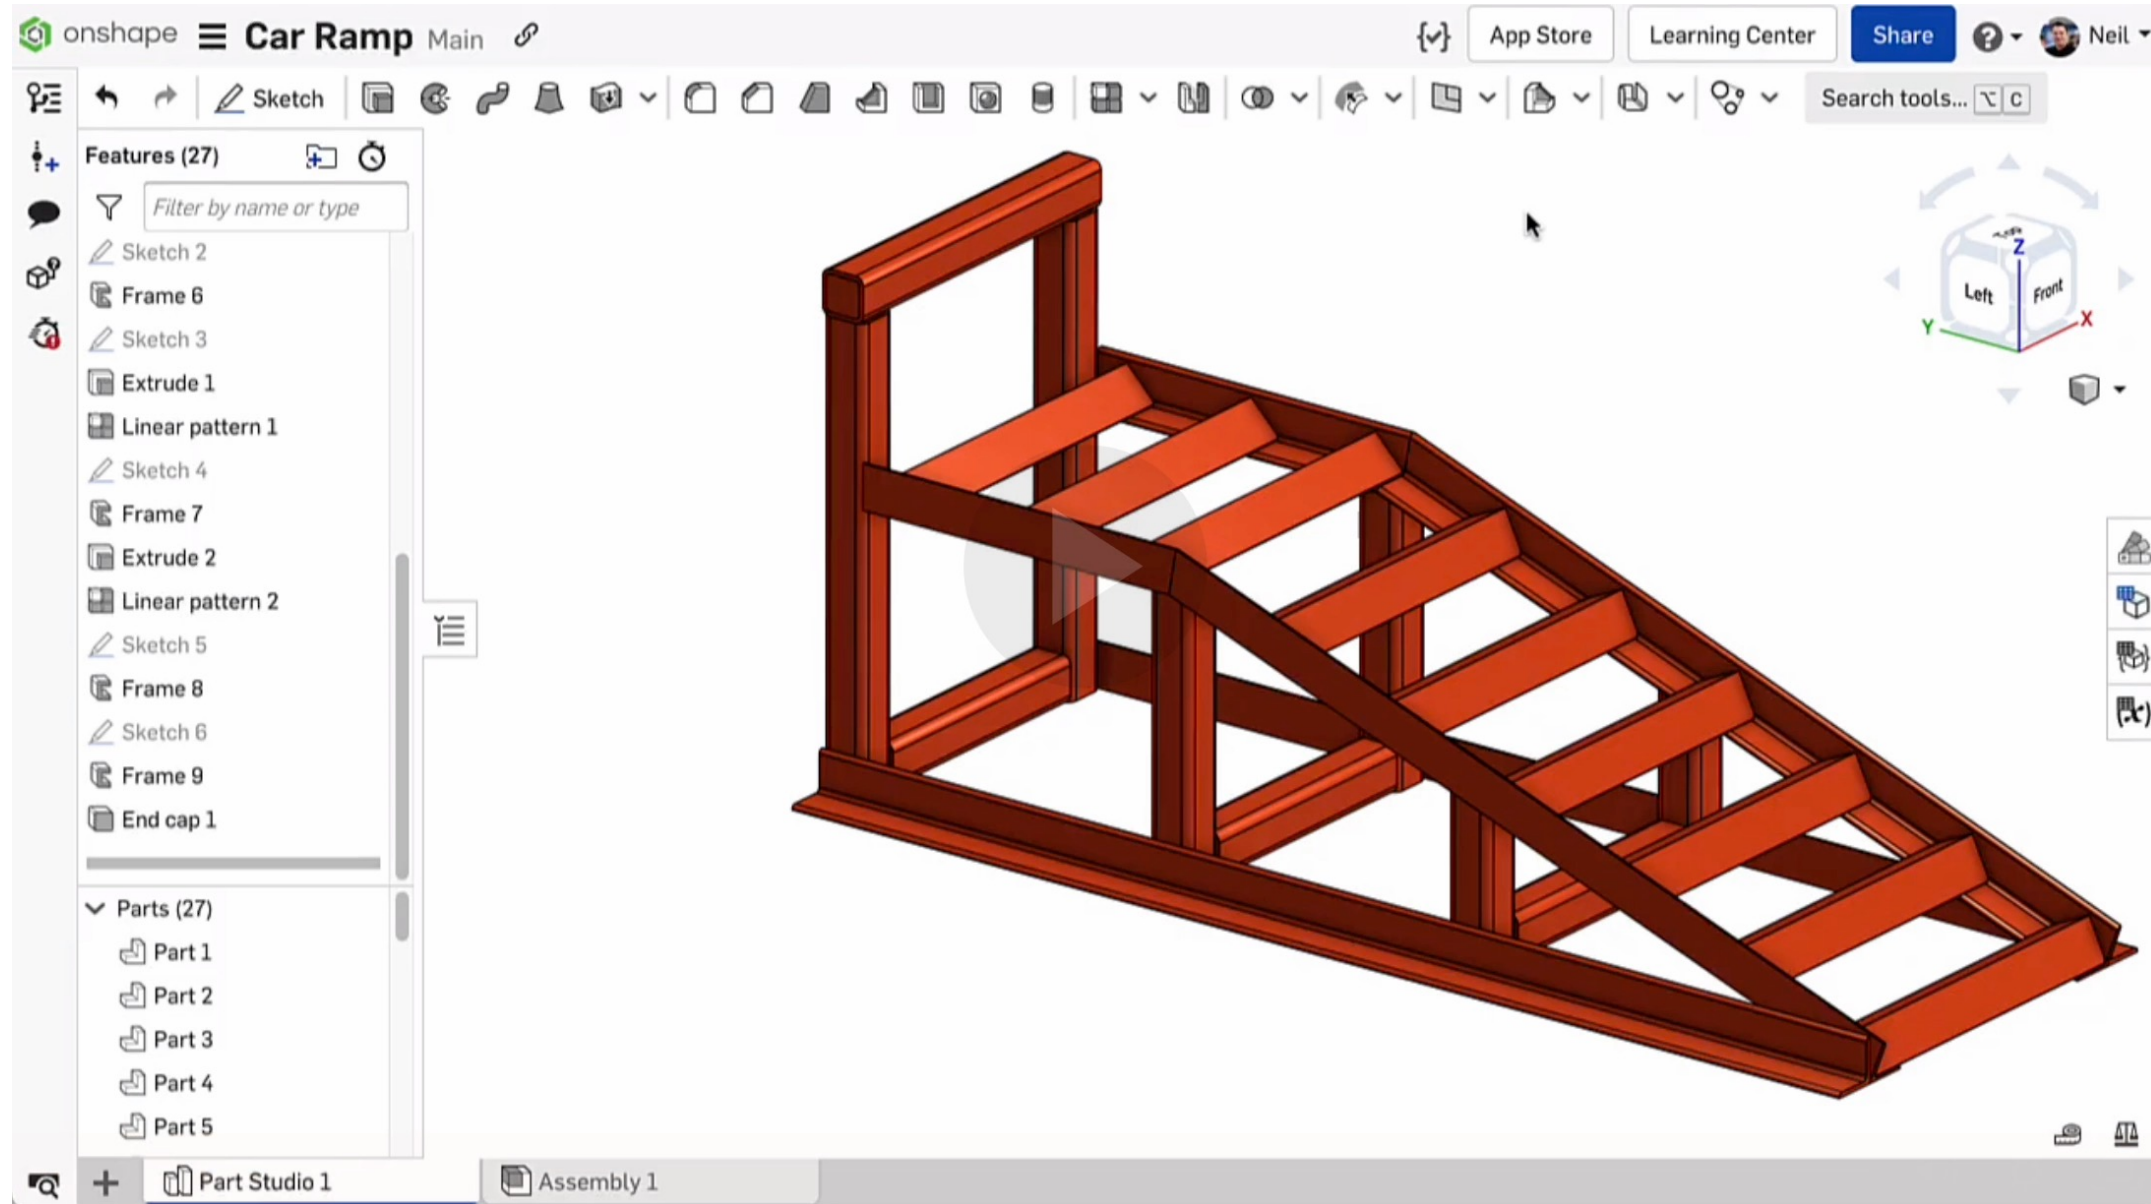 onshape Car Ramp Main App Store Learning Center Share Neil
Sketch Search tools... ⌥ C
Features (27)
Filter by name or type
Sketch 2
Frame 6
Sketch 3
Extrude 1
Linear pattern 1
Sketch 4
Frame 7
Extrude 2
Linear pattern 2
Sketch 5
Frame 8
Sketch 6
Frame 9
End cap 1
Parts (27)
Part 1
Part 2
Part 3
Part 4
Part 5
Top
Z
Left Front
Y X
Part Studio 1 Assembly 1